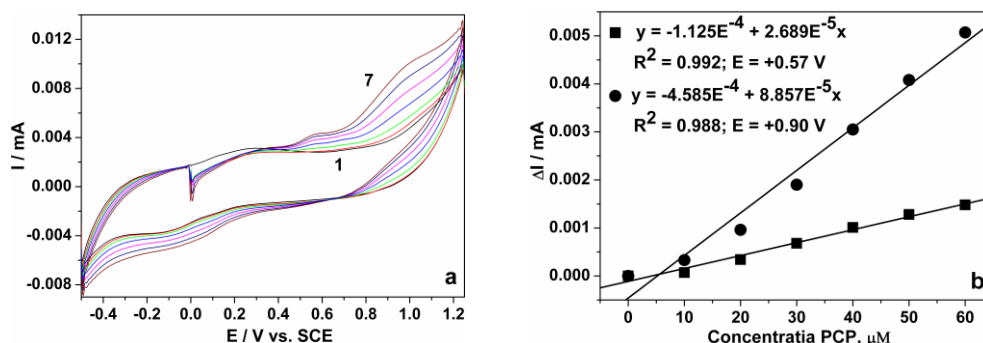 0.012
0.008
0.004
0.000
-0.004
-0.008
I / mA
7
1
a
-0.4 -0.2 0.0 0.2 0.4 0.6 0.8 1.0 1.2
E / V vs. SCE
0.005
0.004
0.003
0.002
0.001
0.000
ΔI / mA
y = -1.125E⁻⁴ + 2.689E⁻⁵x
R² = 0.992; E = +0.57 V
y = -4.585E⁻⁴ + 8.857E⁻⁵x
R² = 0.988; E = +0.90 V
b
0 10 20 30 40 50 60
Concentratia PCP, μM